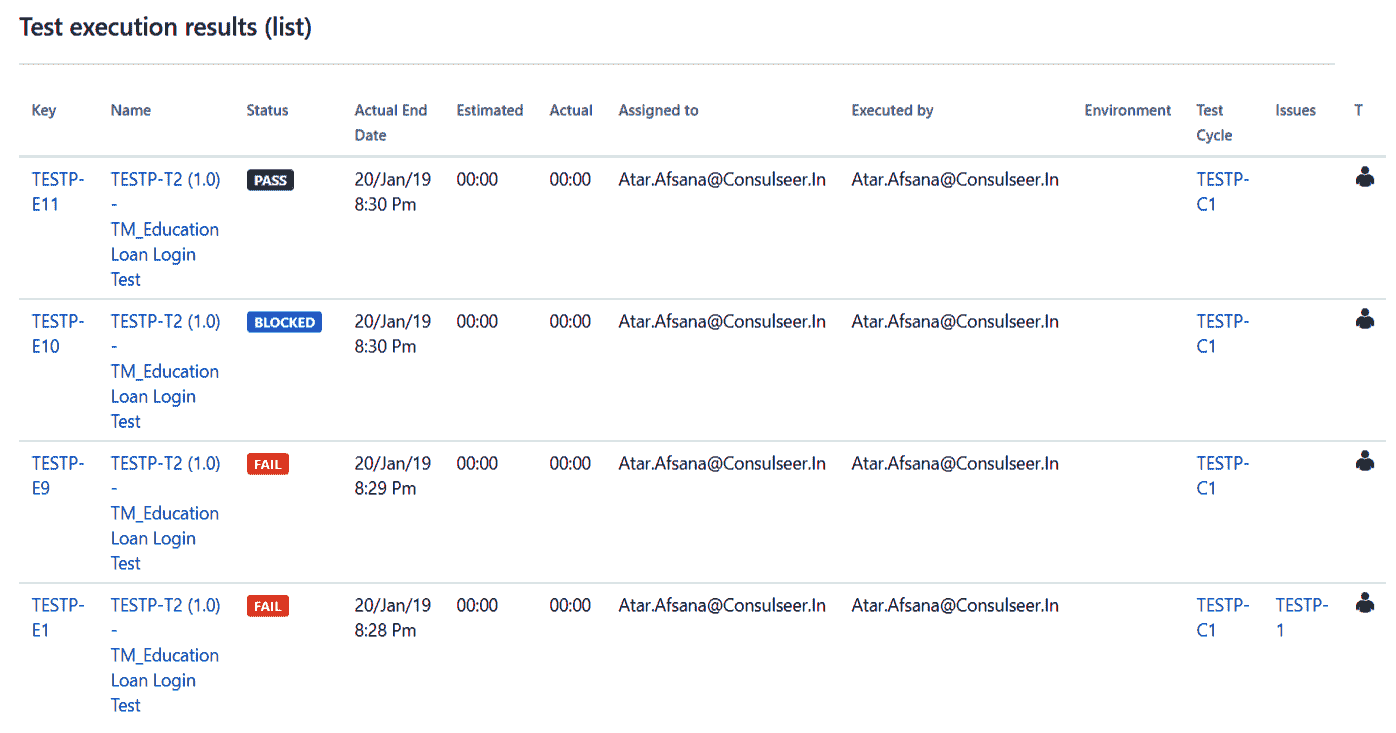 Test execution results (list)
Key Name Status Actual End Estimated Actual Assigned to Executed by Environment Test Issues T
Date Cycle
TESTP- TESTP-T2 (1.0) PASS 20/Jan/19 00:00 00:00 Atar.Afsana@Consulseer.In Atar.Afsana@Consulseer.In TESTP-
E11 - 8:30 Pm C1
TM_Education
Loan Login
Test
TESTP- TESTP-T2 (1.0) BLOCKED 20/Jan/19 00:00 00:00 Atar.Afsana@Consulseer.In Atar.Afsana@Consulseer.In TESTP-
E10 - 8:30 Pm C1
TM_Education
Loan Login
Test
TESTP- TESTP-T2 (1.0) FAIL 20/Jan/19 00:00 00:00 Atar.Afsana@Consulseer.In Atar.Afsana@Consulseer.In TESTP-
E9 - 8:29 Pm C1
TM_Education
Loan Login
Test
TESTP- TESTP-T2 (1.0) FAIL 20/Jan/19 00:00 00:00 Atar.Afsana@Consulseer.In Atar.Afsana@Consulseer.In TESTP- TESTP-
E1 - 8:28 Pm C1 1
TM_Education
Loan Login
Test